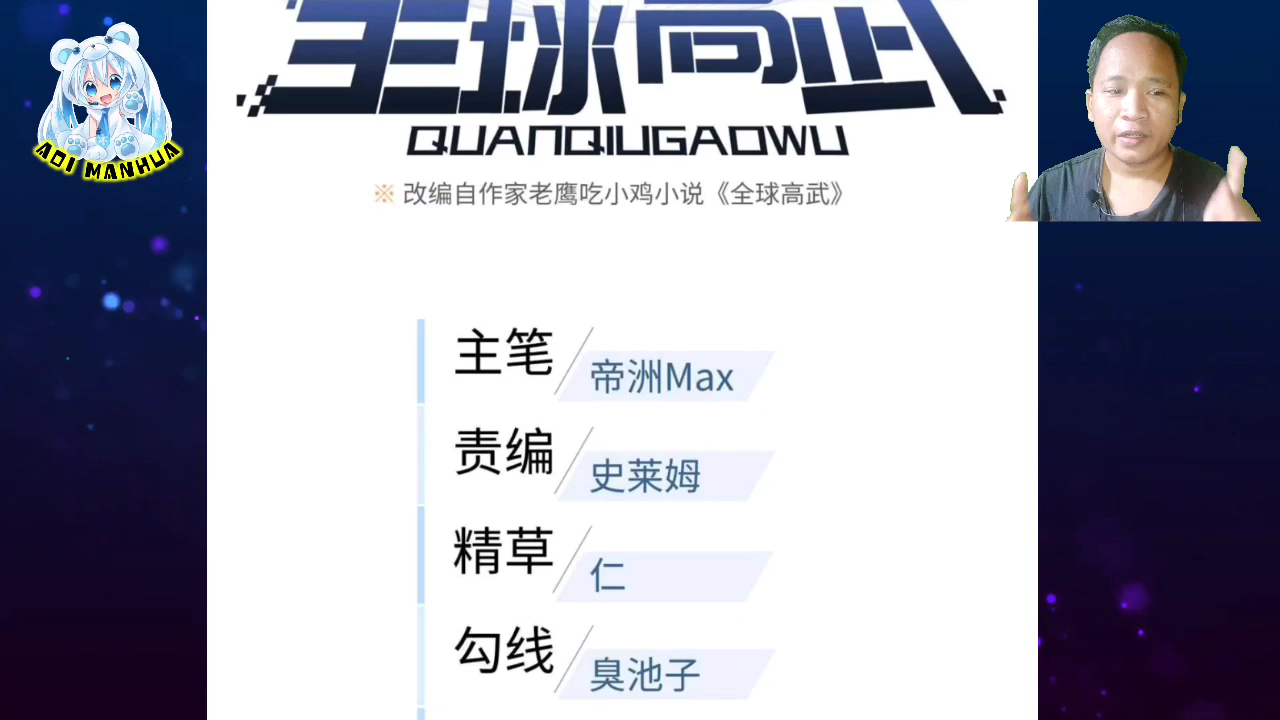 全球高武
QUANQIUGAOWU
※ 改编自作家老鹰吃小鸡小说《全球高武》
主笔 帝洲Max
责编 史莱姆
精草 仁
勾线 臭池子
AOI MANHUA